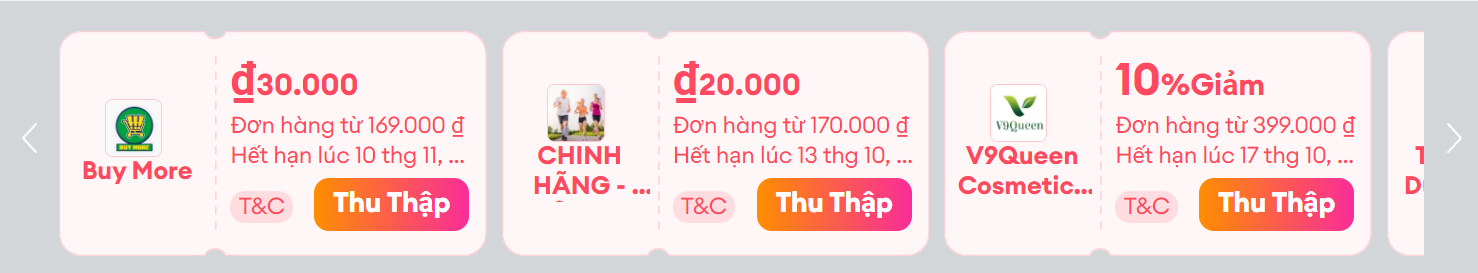 BUY MORE
Buy More
₫30.000
Đơn hàng từ 169.000 ₫
Hết hạn lúc 10 thg 11, ...
T&C
Thu Thập
CHINH
HÃNG - ...
₫20.000
Đơn hàng từ 170.000 ₫
Hết hạn lúc 13 thg 10, ...
T&C
Thu Thập
V9Queen
V9Queen
Cosmetic...
10%Giảm
Đơn hàng từ 399.000 ₫
Hết hạn lúc 17 thg 10, ...
T&C
Thu Thập